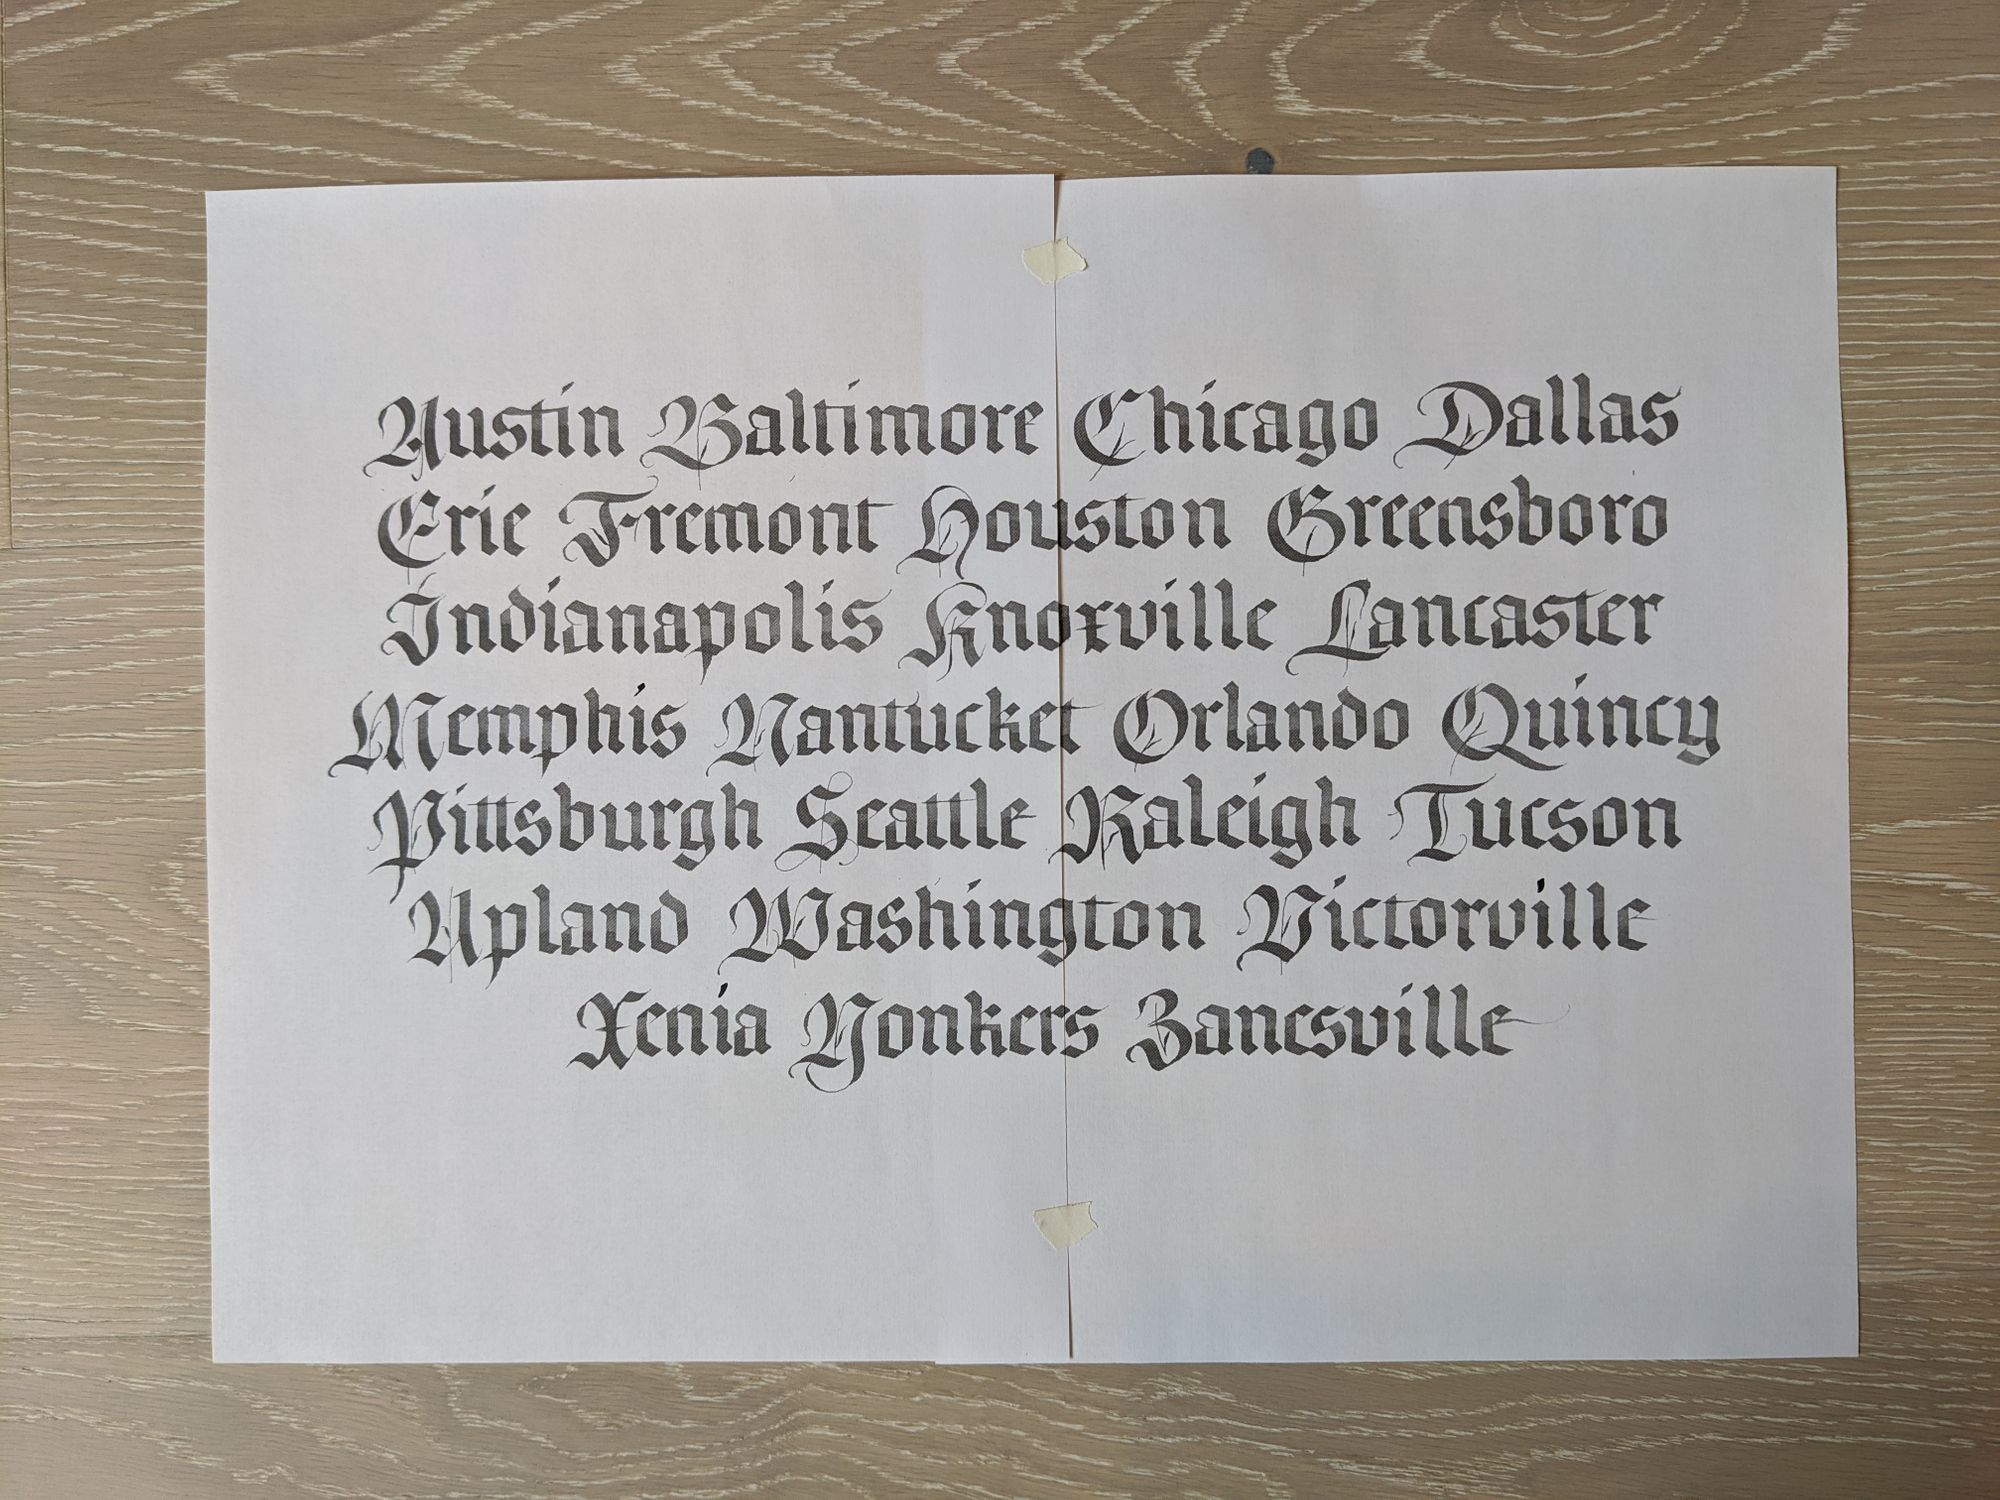 Austin Baltimore Chicago Dallas
Erie Fremont Houston Greensboro
Indianapolis Knoxville Lancaster
Memphis Nantucket Orlando Quincy
Pittsburgh Seattle Raleigh Tucson
Upland Washington Victorville
Xenia Yonkers Zanesville